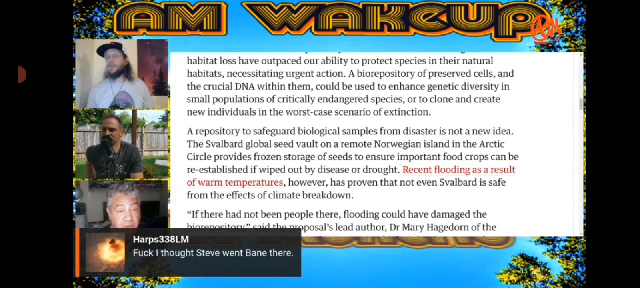 AM WAKEUP
habitat loss have outpaced our ability to protect species in their natural
habitats, necessitating urgent action. A biorepository of preserved cells, and
the crucial DNA within them, could be used to enhance genetic diversity in
small populations of critically endangered species, or to clone and create
new individuals in the worst-case scenario of extinction.
A repository to safeguard biological samples from disaster is not a new idea.
The Svalbard global seed vault on a remote Norwegian island in the Arctic
Circle provides frozen storage of seeds to ensure important food crops can be
re-established if wiped out by disease or drought. Recent flooding as a result
of warm temperatures, however, has proven that not even Svalbard is safe
from the effects of climate breakdown.
“If there had not been people there, flooding could have damaged the
biorepository,” said the proposal’s lead author, Dr Mary Hagedorn of the
Harps338LM
Fuck I thought Steve went Bane there.